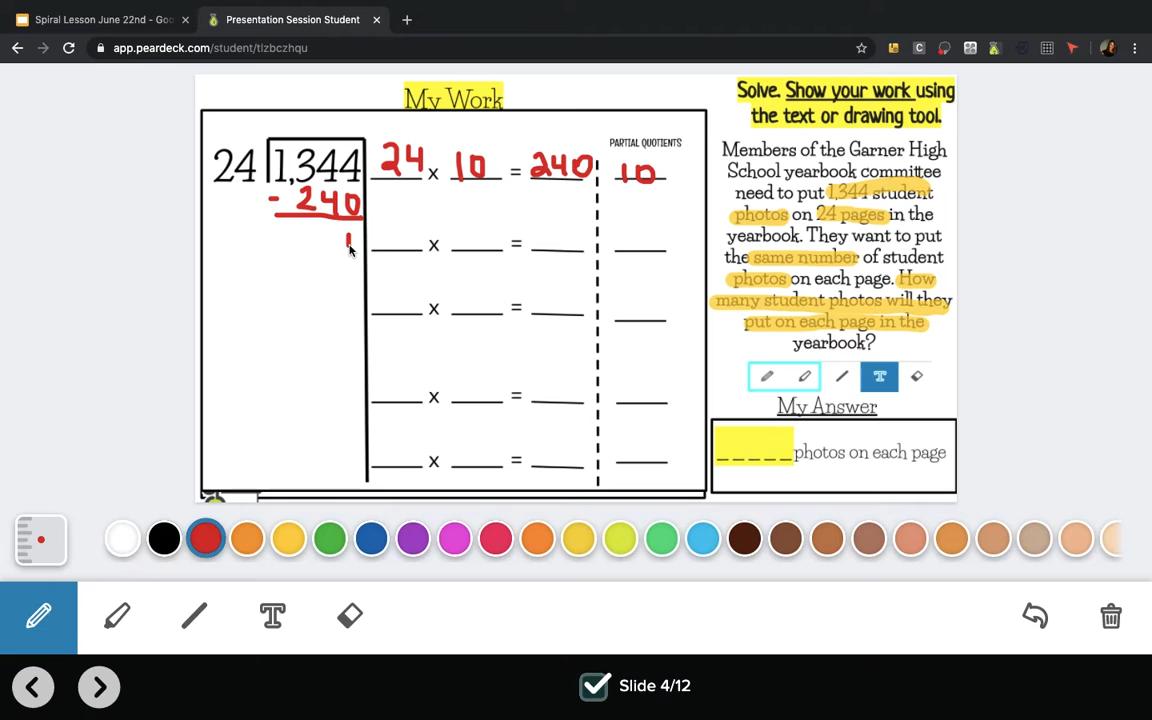 Spiral Lesson June 22nd - Goo
Presentation Session Student
app.peardeck.com/student/tlzbczhqu
My Work
24 1,344 24 x 10 = 240 10
PARTIAL QUOTIENTS
- 240
x =
x =
x =
x =
Solve. Show your work using
the text or drawing tool.
Members of the Garner High
School yearbook committee
need to put 1,344 student
photos on 24 pages in the
yearbook. They want to put
the same number of student
photos on each page. How
many student photos will they
put on each page in the
yearbook?
T
My Answer
_ _ _ _ _ photos on each page
T
Slide 4/12